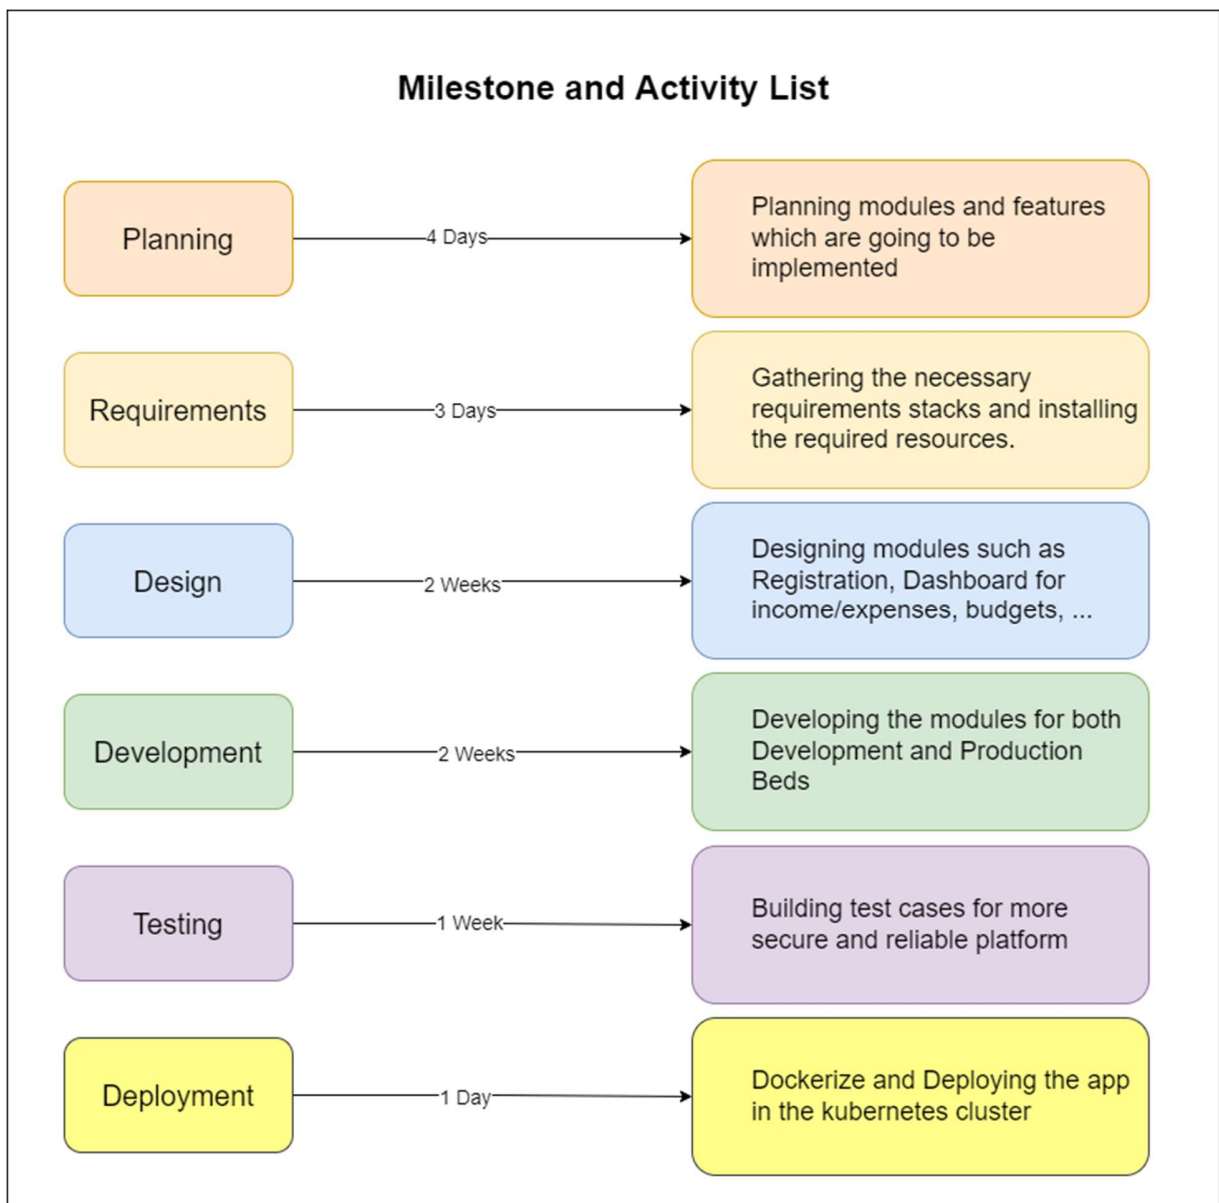 Milestone and Activity List
Planning
4 Days
Planning modules and features
which are going to be
implemented
Requirements
3 Days
Gathering the necessary
requirements stacks and installing
the required resources.
Design
2 Weeks
Designing modules such as
Registration, Dashboard for
income/expenses, budgets, ...
Development
2 Weeks
Developing the modules for both
Development and Production
Beds
Testing
1 Week
Building test cases for more
secure and reliable platform
Deployment
1 Day
Dockerize and Deploying the app
in the kubernetes cluster